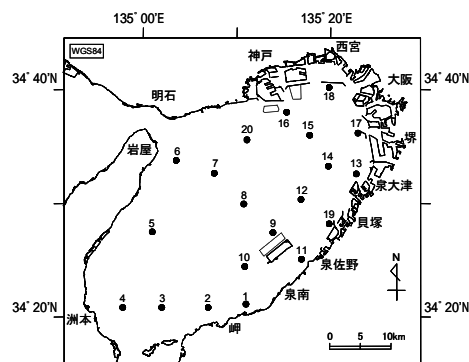 135° 00'
135° 20'
WGS84
神戸
西宮
34° 40'
34° 40'
大阪
明石
18
16
15
17
堺
岩屋
20
6
7
14
13
泉大津
12
8
19
貝塚
5
9
11
泉佐野
10
N
泉南
34° 20'
34° 20'
4
3
2
1
洲本
岬
0
5
10km